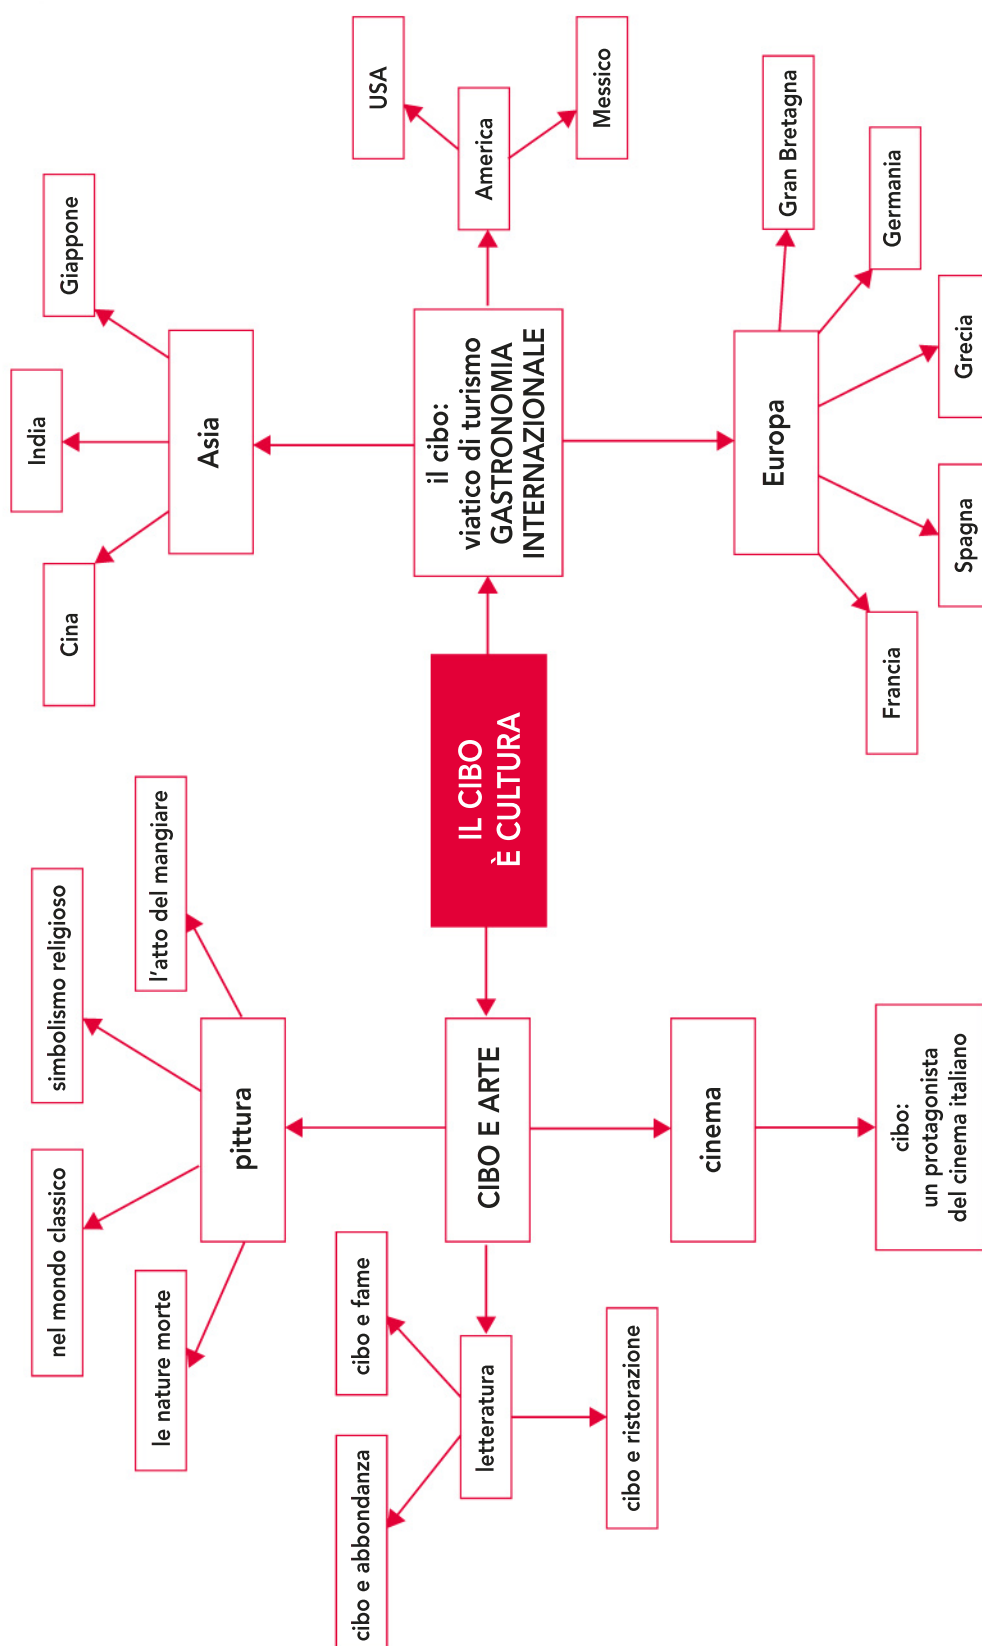 IL CIBO
È CULTURA
CIBO E ARTE
pittura
le nature morte
nel mondo classico
simbolismo religioso
l'atto del mangiare
letteratura
cibo e abbondanza
cibo e fame
cibo e ristorazione
cinema
cibo:
un protagonista
del cinema italiano
il cibo:
viatico di turismo
GASTRONOMIA
INTERNAZIONALE
Asia
Cina
India
Giappone
America
USA
Messico
Europa
Francia
Spagna
Grecia
Germania
Gran Bretagna